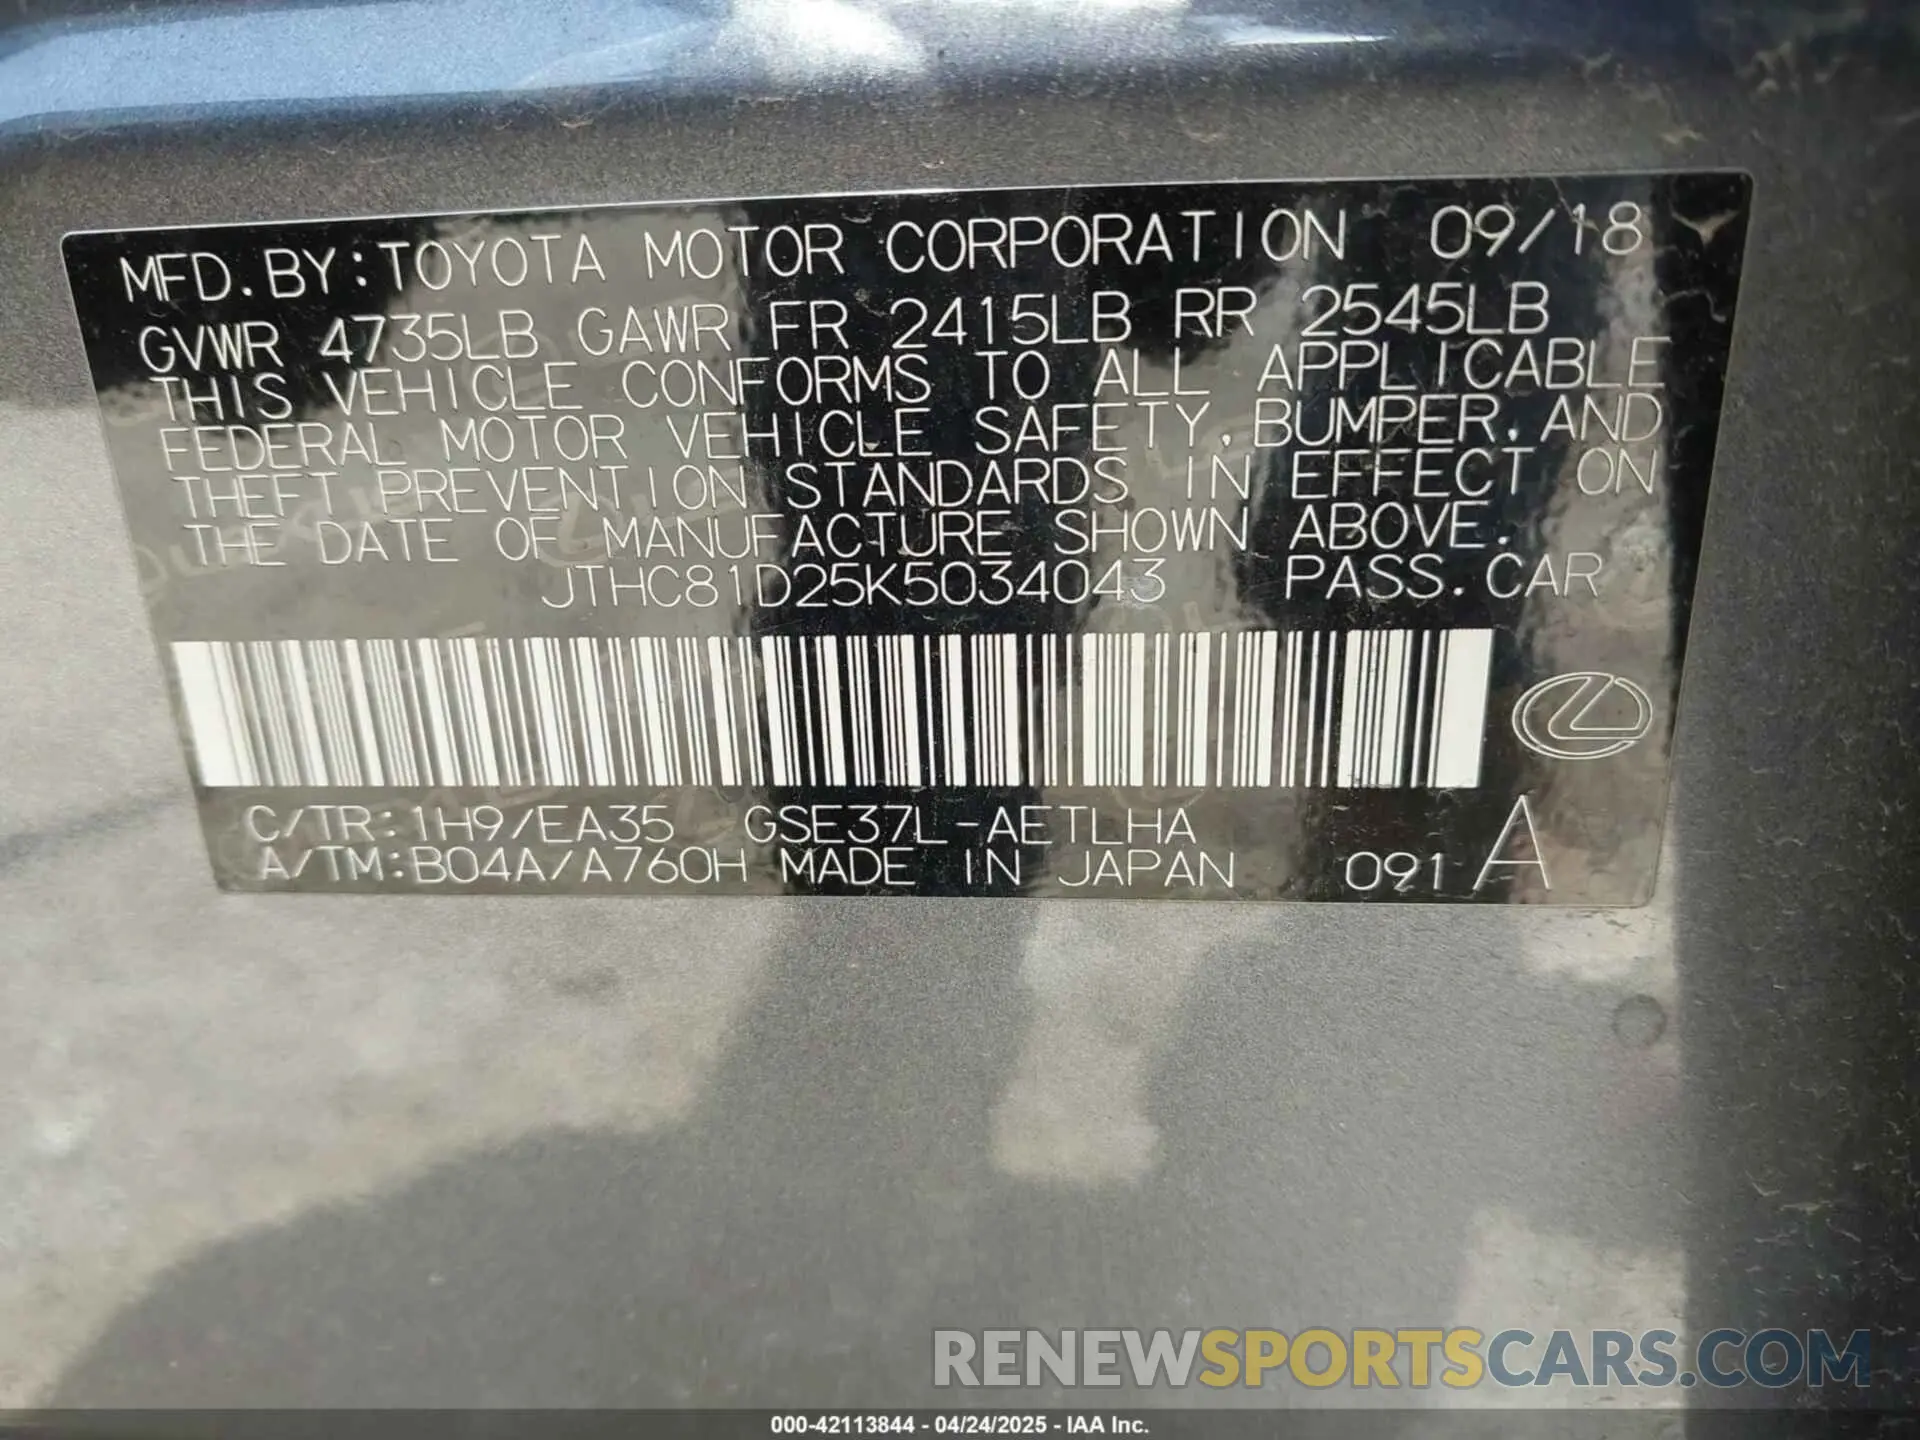 MFD. BY: TOYOTA MOTOR CORPORATION 09/18
GVWR 4735LB GAWR FR 2415LB RR 2545LB
THIS VEHICLE CONFORMS TO ALL APPLICABLE
FEDERAL MOTOR VEHICLE SAFETY, BUMPER, AND
THEFT PREVENTION STANDARDS IN EFFECT ON
THE DATE OF MANUFACTURE SHOWN ABOVE.
JTHC81D25K5034043 PASS. CAR
C/TR: 1H9/EA35 GSE37L-AETLHA
A/TM: B04A/A760H MADE IN JAPAN 091 A
RENEWSPORTSCARS.COM
000-42113844 - 04/24/2025 - IAA Inc.